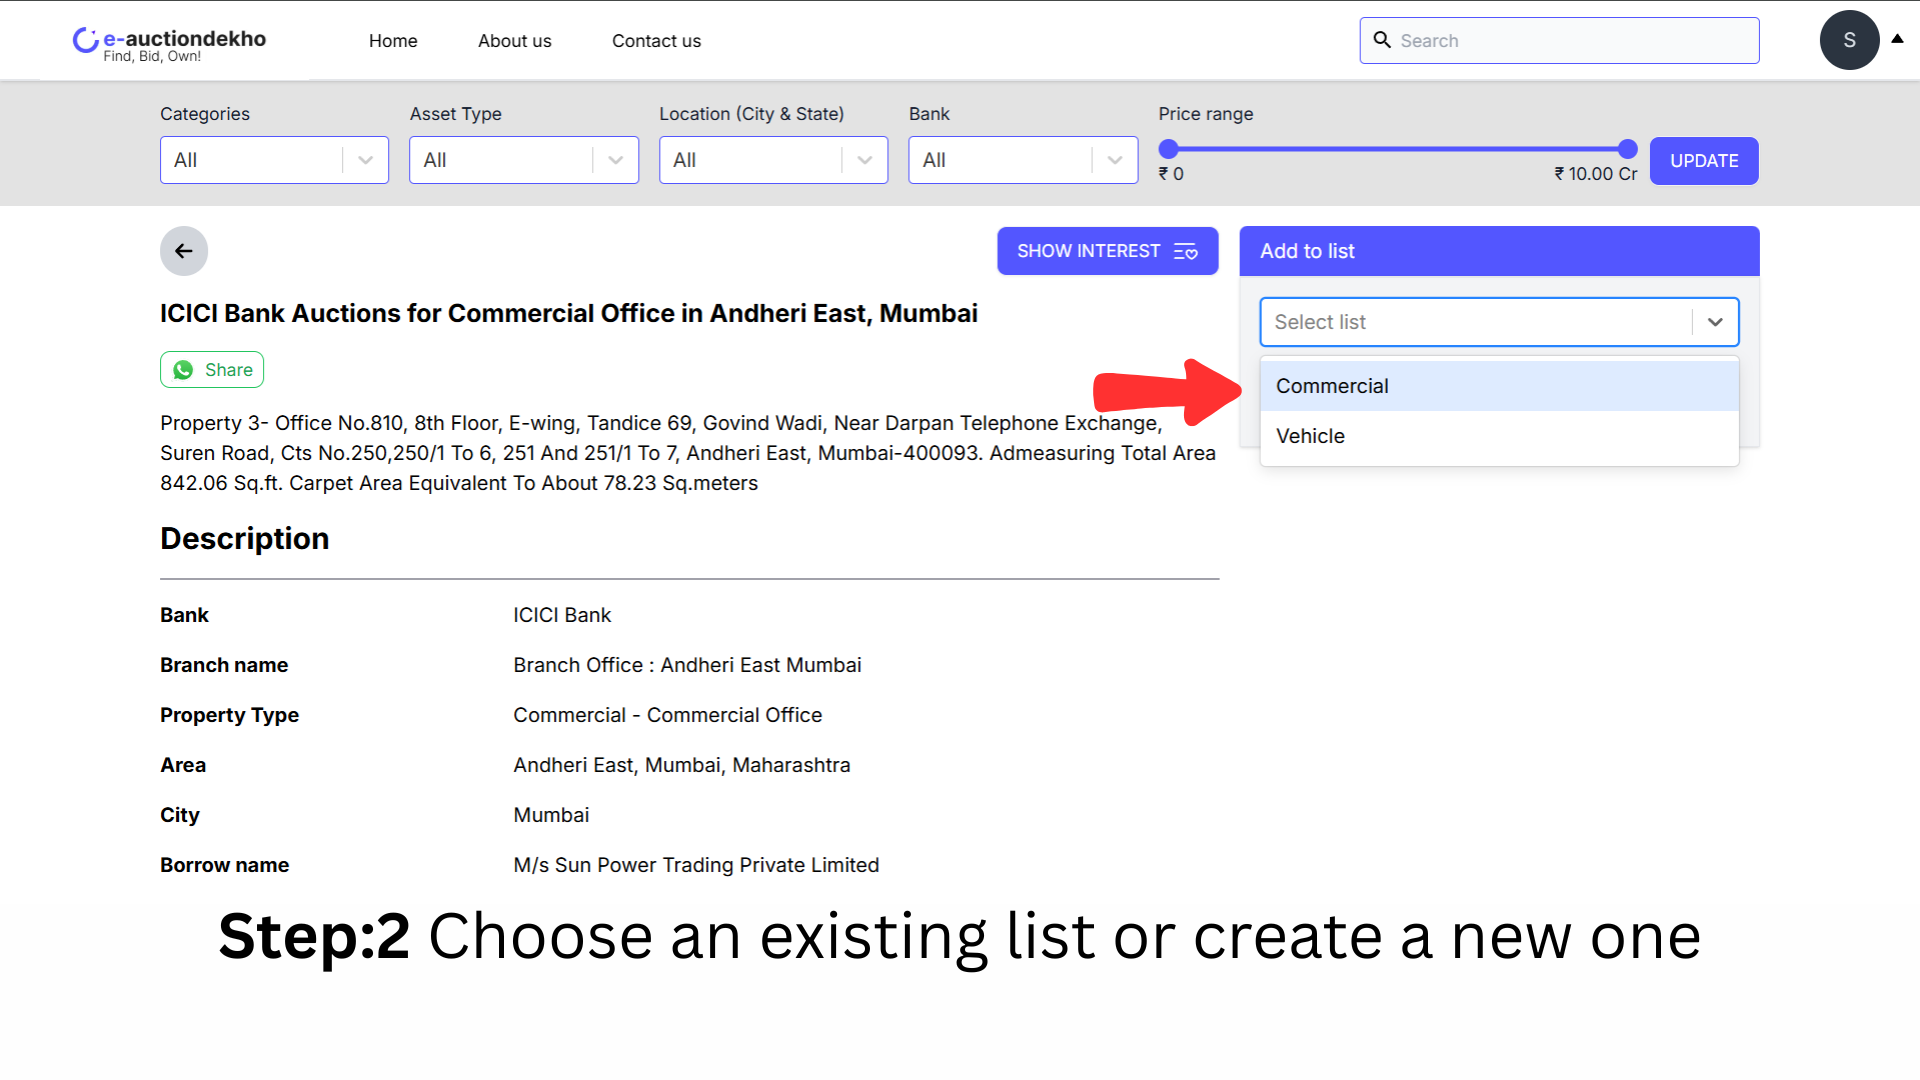 e-auctiondekho
Find, Bid, Own!
Home
About us
Contact us
Search
S
Categories
Asset Type
Location (City & State)
Bank
Price range
All
All
All
All
₹ 0
₹ 10.00 Cr
UPDATE
SHOW INTEREST
Add to list
ICICI Bank Auctions for Commercial Office in Andheri East, Mumbai
Select list
Share
Commercial
Vehicle
Property 3- Office No.810, 8th Floor, E-wing, Tandice 69, Govind Wadi, Near Darpan Telephone Exchange,
Suren Road, Cts No.250,250/1 To 6, 251 And 251/1 To 7, Andheri East, Mumbai-400093. Admeasuring Total Area
842.06 Sq.ft. Carpet Area Equivalent To About 78.23 Sq.meters
Description
Bank
ICICI Bank
Branch name
Branch Office : Andheri East Mumbai
Property Type
Commercial - Commercial Office
Area
Andheri East, Mumbai, Maharashtra
City
Mumbai
Borrow name
M/s Sun Power Trading Private Limited
Step:2 Choose an existing list or create a new one